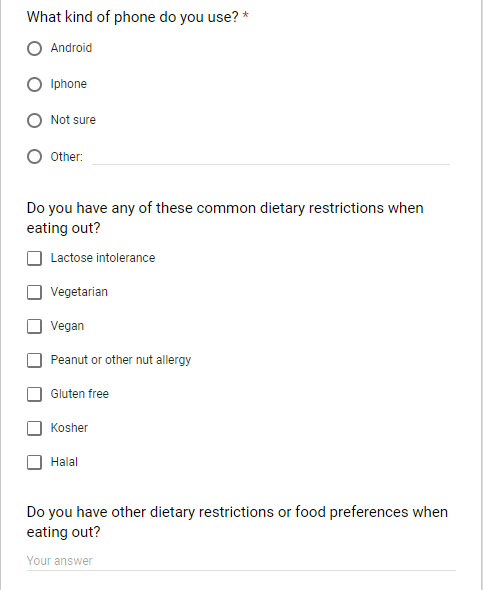 What kind of phone do you use? *
Android
Iphone
Not sure
Other:
Do you have any of these common dietary restrictions when
eating out?
Lactose intolerance
Vegetarian
Vegan
Peanut or other nut allergy
Gluten free
Kosher
Halal
Do you have other dietary restrictions or food preferences when
eating out?
Your answer